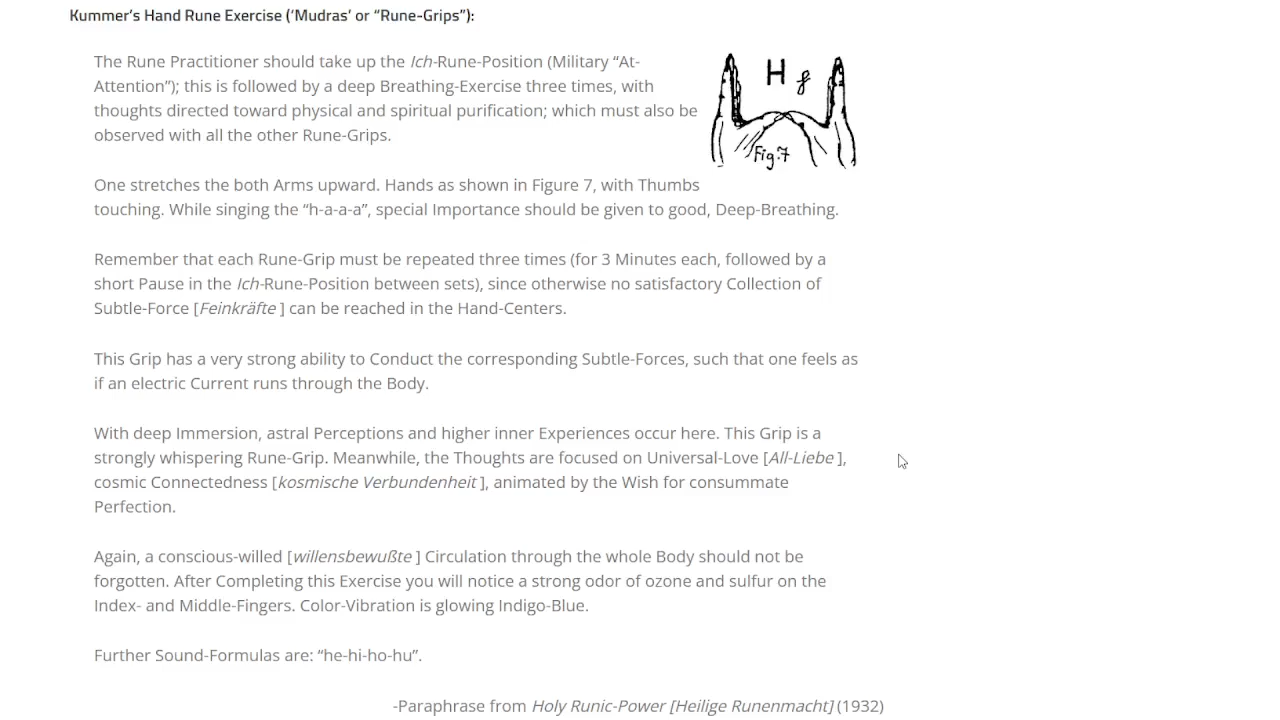 Kummer's Hand Rune Exercise ('Mudras' or “Rune-Grips”):
The Rune Practitioner should take up the Ich-Rune-Position (Military “At-
Attention”); this is followed by a deep Breathing-Exercise three times, with
thoughts directed toward physical and spiritual purification; which must also be
observed with all the other Rune-Grips.
H g
Fig.7
One stretches the both Arms upward. Hands as shown in Figure 7, with Thumbs
touching. While singing the “h-a-a-a”, special Importance should be given to good, Deep-Breathing.
Remember that each Rune-Grip must be repeated three times (for 3 Minutes each, followed by a
short Pause in the Ich-Rune-Position between sets), since otherwise no satisfactory Collection of
Subtle-Force [Feinkräfte ] can be reached in the Hand-Centers.
This Grip has a very strong ability to Conduct the corresponding Subtle-Forces, such that one feels as
if an electric Current runs through the Body.
With deep Immersion, astral Perceptions and higher inner Experiences occur here. This Grip is a
strongly whispering Rune-Grip. Meanwhile, the Thoughts are focused on Universal-Love [All-Liebe ],
cosmic Connectedness [kosmische Verbundenheit ], animated by the Wish for consummate
Perfection.
Again, a conscious-willed [willensbewußte ] Circulation through the whole Body should not be
forgotten. After Completing this Exercise you will notice a strong odor of ozone and sulfur on the
Index- and Middle-Fingers. Color-Vibration is glowing Indigo-Blue.
Further Sound-Formulas are: “he-hi-ho-hu”.
-Paraphrase from Holy Runic-Power [Heilige Runenmacht] (1932)